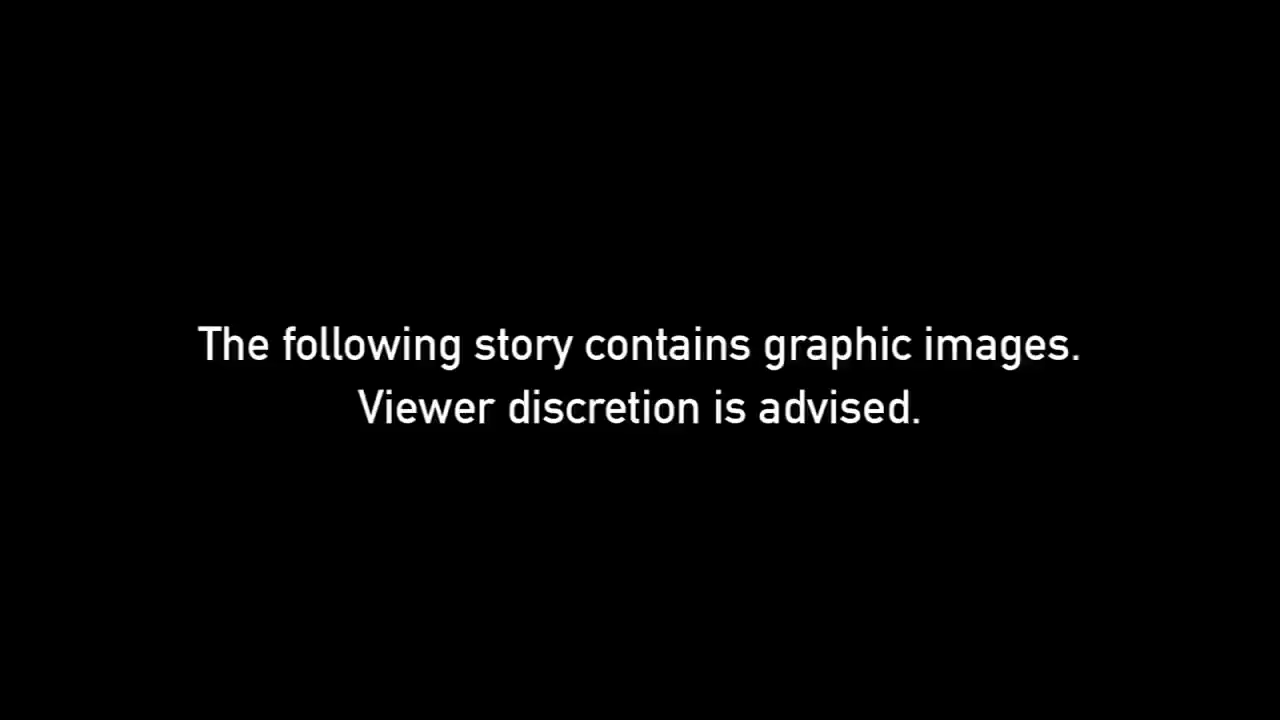 The following story contains graphic images.
Viewer discretion is advised.